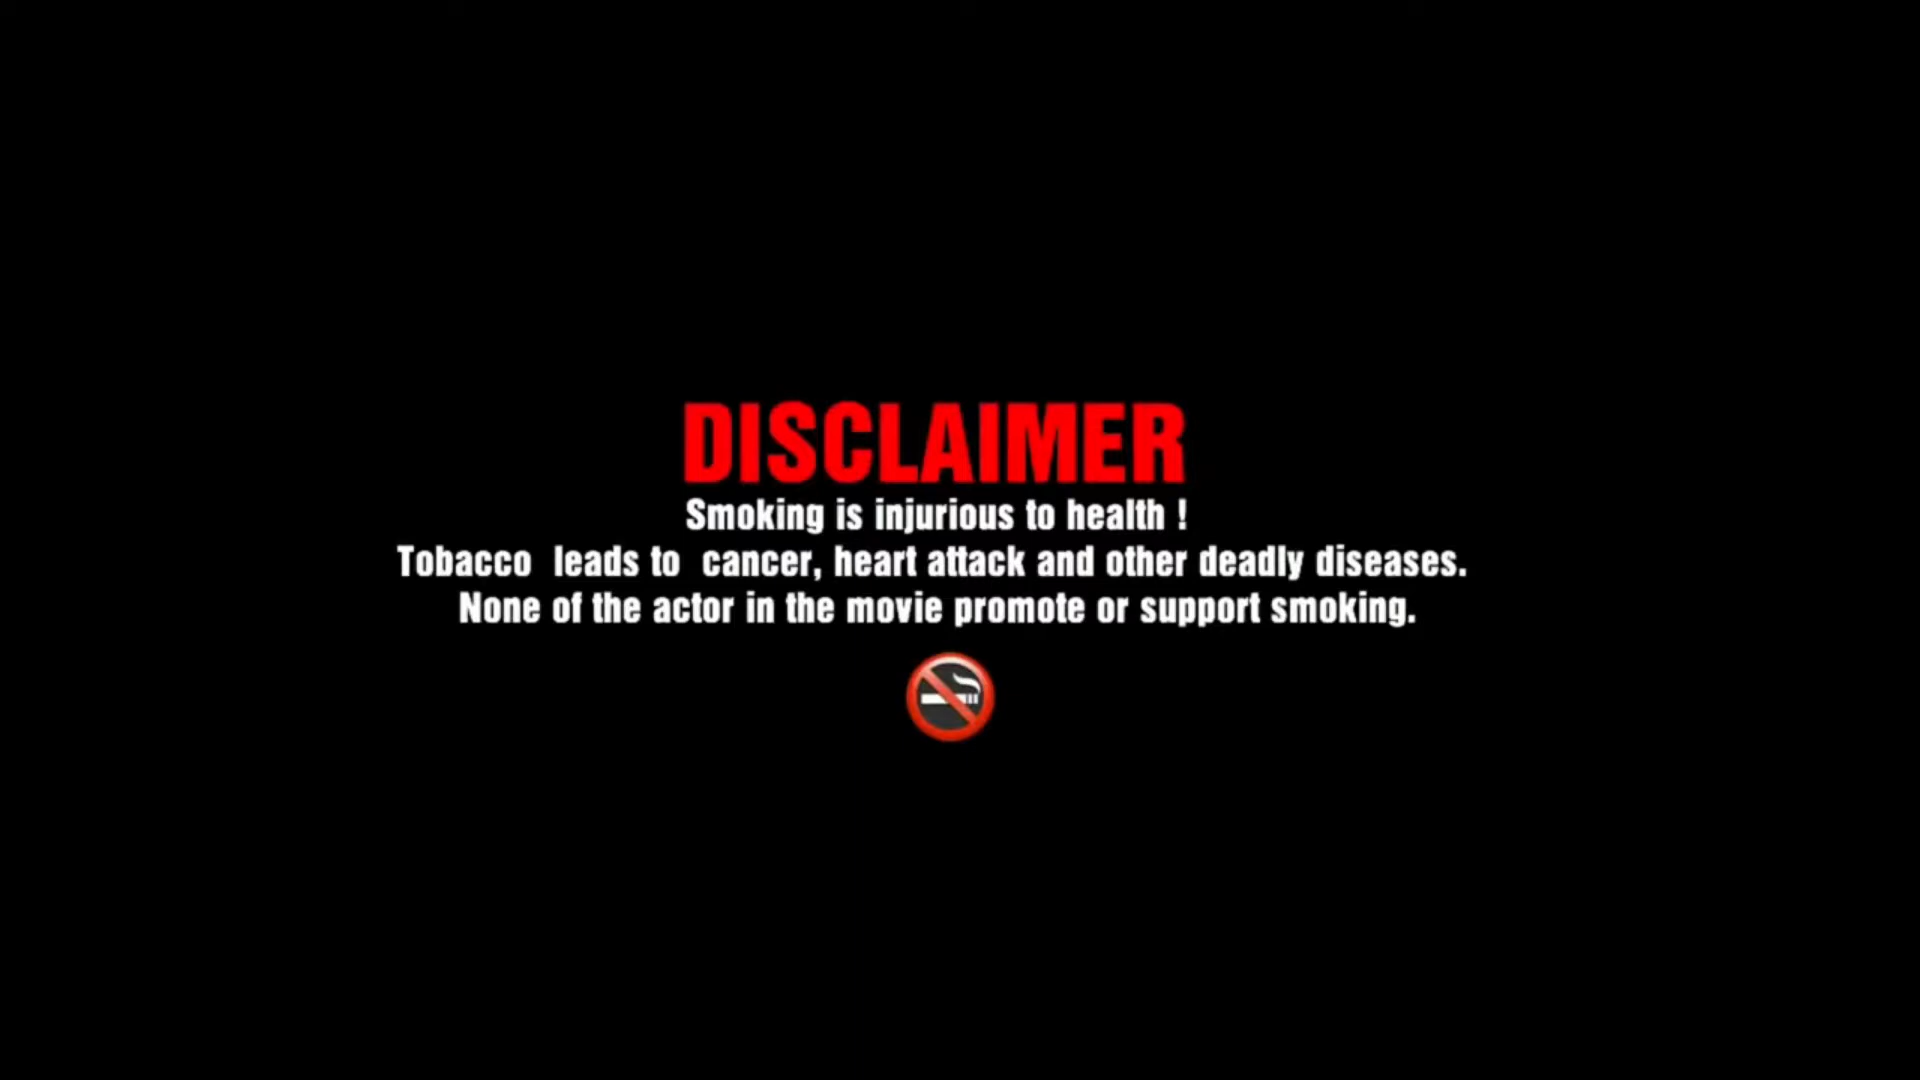 DISCLAIMER
Smoking is injurious to health !
Tobacco  leads to  cancer, heart attack and other deadly diseases.
None of the actor in the movie promote or support smoking.